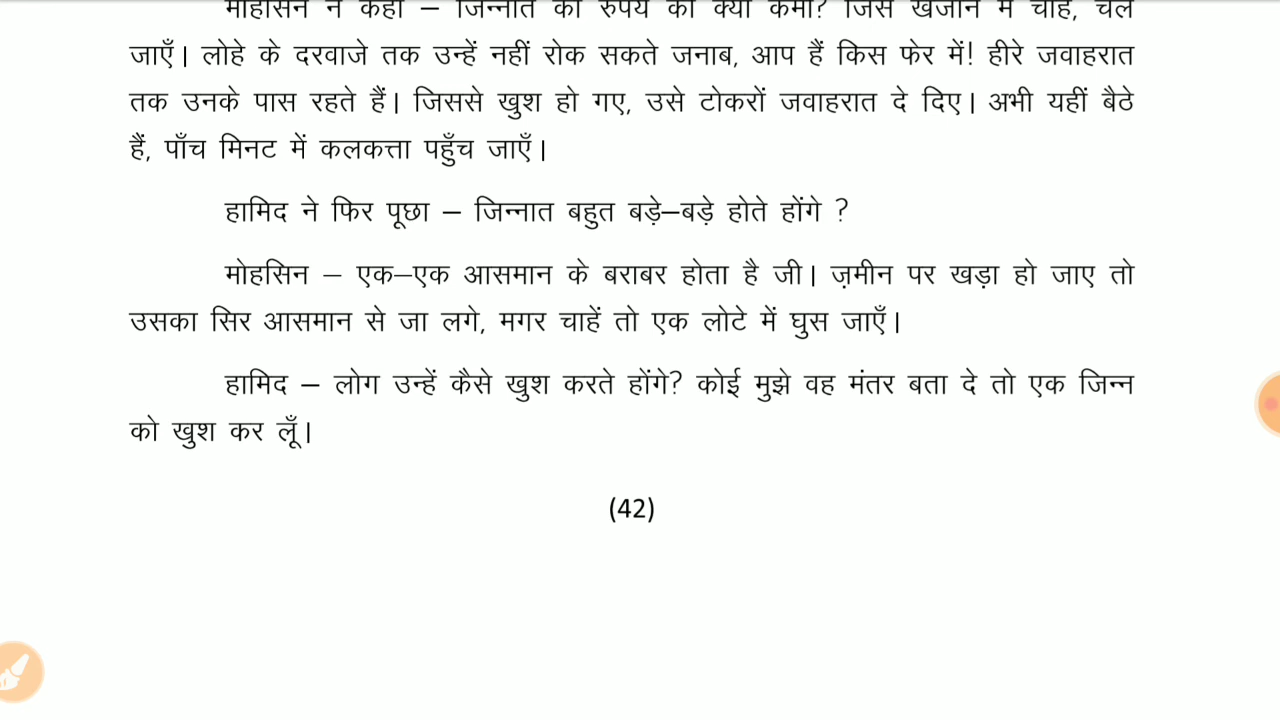 मोहसिन ने कहा – जिन्नात को रुपये की क्या कमी? जिस खजाने में चाहें, चले
जाएँ। लोहे के दरवाजे तक उन्हें नहीं रोक सकते जनाब, आप हैं किस फेर में! हीरे जवाहरात
तक उनके पास रहते हैं। जिससे खुश हो गए, उसे टोकरों जवाहरात दे दिए। अभी यहीं बैठे
हैं, पाँच मिनट में कलकत्ता पहुँच जाएँ।
हामिद ने फिर पूछा – जिन्नात बहुत बड़े–बड़े होते होंगे ?
मोहसिन – एक–एक आसमान के बराबर होता है जी। ज़मीन पर खड़ा हो जाए तो
उसका सिर आसमान से जा लगे, मगर चाहें तो एक लोटे में घुस जाएँ।
हामिद – लोग उन्हें कैसे खुश करते होंगे? कोई मुझे वह मंतर बता दे तो एक जिन्न
को खुश कर लूँ।
(42)